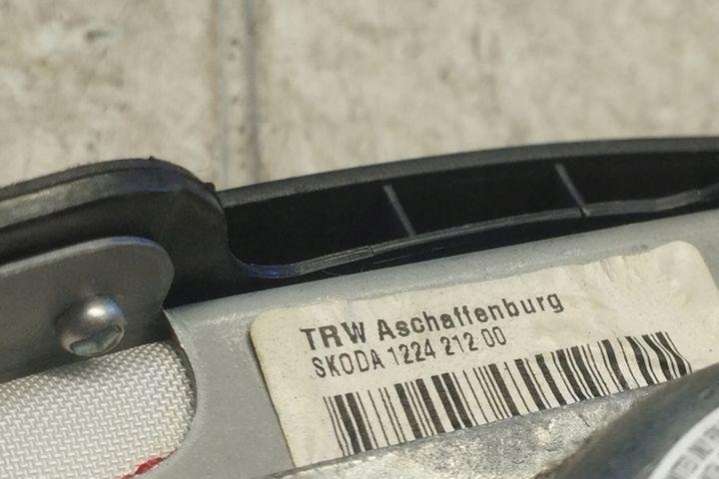 TRW Aschaffenburg
SKODA 1224 212 00